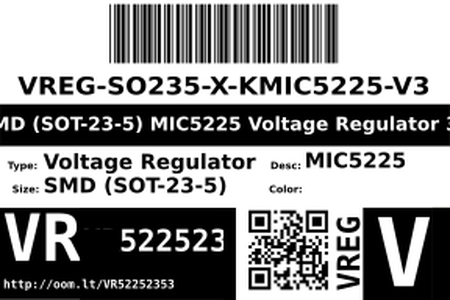 VREG-SO235-X-KMIC5225-V3
MD (SOT-23-5) MIC5225 Voltage Regulator
Type: Voltage Regulator Desc: MIC5225
Size: SMD (SOT-23-5) Color:
VR 522523 VREG V
http://oom.lt/VR52252353